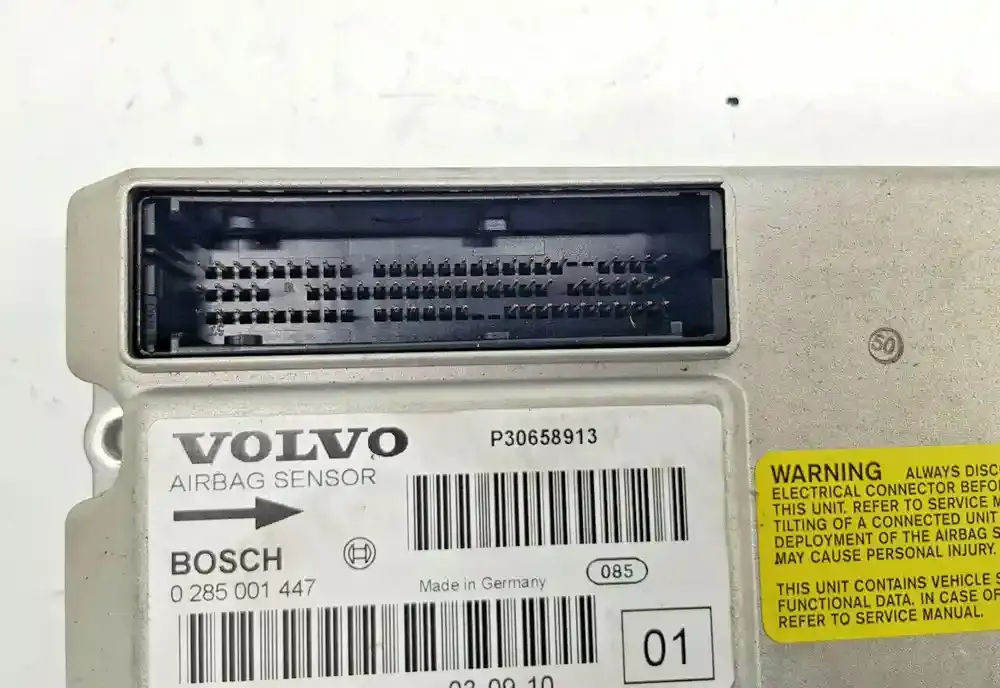 VOLVO
P30658913
AIRBAG SENSOR
BOSCH
0 285 001 447
Made in Germany
085
01
50
WARNING ALWAYS DISC
ELECTRICAL CONNECTOR BEFO
THIS UNIT. REFER TO SERVICE M
TILTING OF A CONNECTED UNIT
DEPLOYMENT OF THE AIRBAG S
MAY CAUSE PERSONAL INJURY.
THIS UNIT CONTAINS VEHICLE S
FUNCTIONAL DATA. IN CASE OF
REFER TO SERVICE MANUAL.